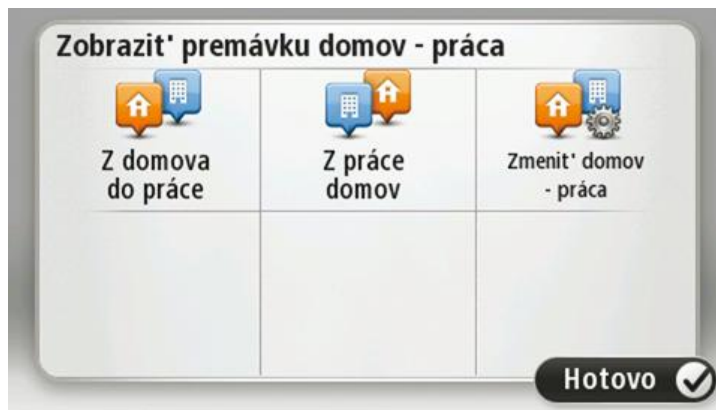 Zobrazit' premávku domov - práca
Z domova
do práce
Z práce
domov
Zmenit' domov
- práca
Hotovo